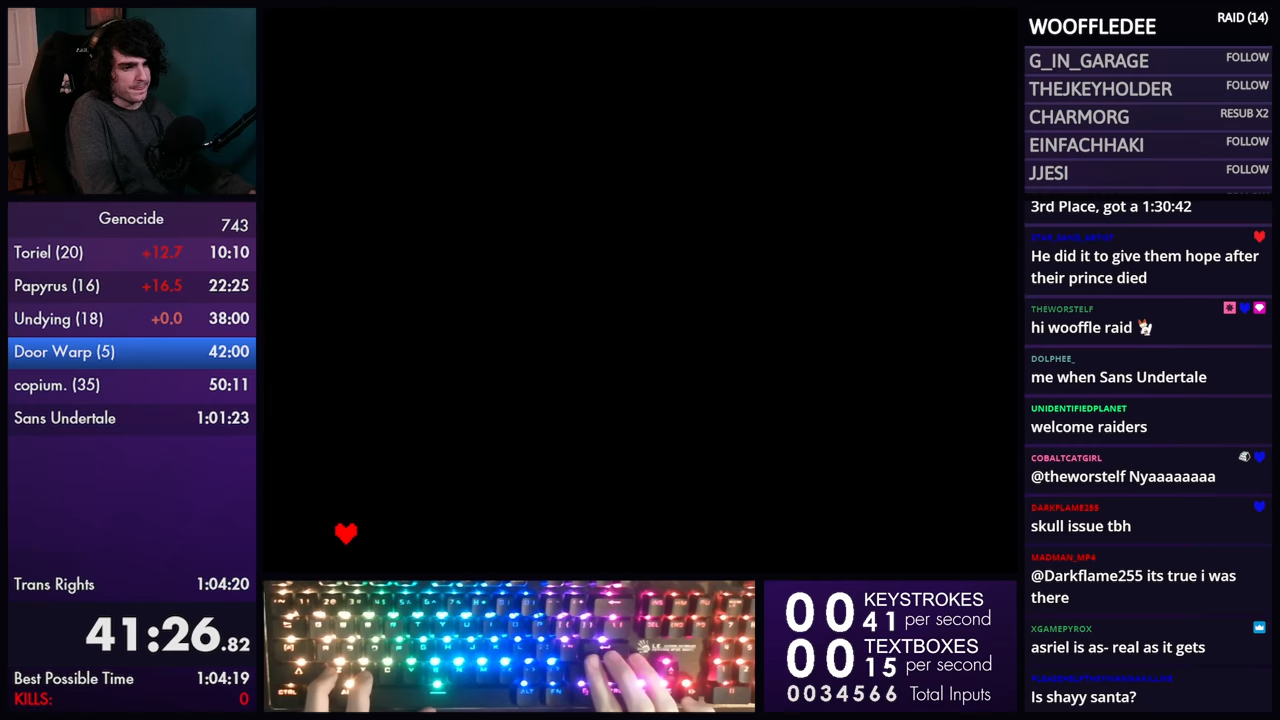 Genocide 743
Toriel (20) +12.7 10:10
Papyrus (16) +16.5 22:25
Undying (18) +0.0 38:00
Door Warp (5) 42:00
copium. (35) 50:11
Sans Undertale 1:01:23
Trans Rights 1:04:20
41:26.82
Best Possible Time 1:04:19
KILLS: 0
00 41 KEYSTROKES per second
00 15 TEXTBOXES per second
0034566 Total Inputs
WOOFFLEDEE RAID (14)
G_IN_GARAGE FOLLOW
THEJKEYHOLDER FOLLOW
CHARMORG RESUB X2
EINFACHHAKI FOLLOW
JJESI FOLLOW
3rd Place, got a 1:30:42
He did it to give them hope after
their prince died
THEWORSTELF
hi wooffle raid
DOLPHEE_
me when Sans Undertale
UNIDENTIFIEDPLANET
welcome raiders
COBALTCATGIRL
@theworstelf Nyaaaaaaa
DARKFLAME255
skull issue tbh
MADMAN_MP4
@Darkflame255 its true i was
there
XGAMEPYROX
asriel is as- real as it gets
Is shayy santa?